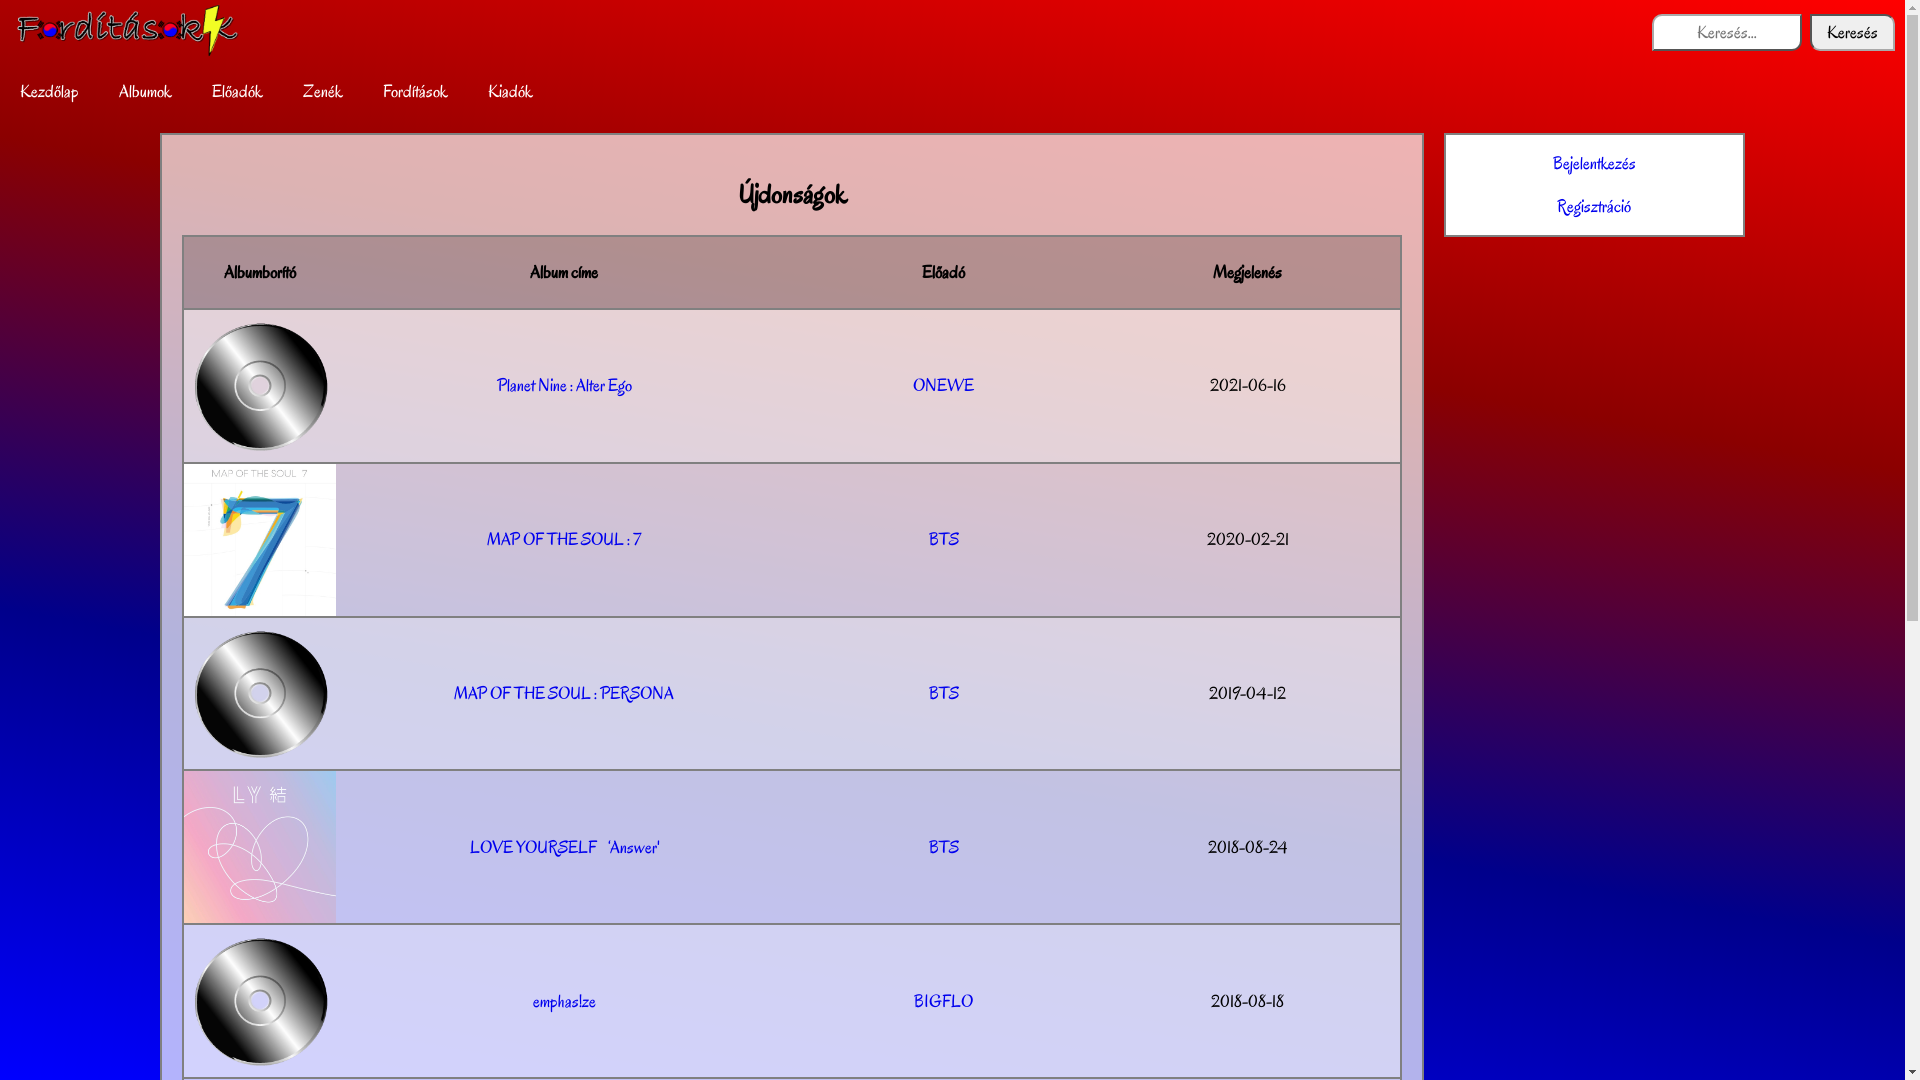 FordításokK
Keresés...
Keresés
Kezdőlap
Albumok
Előadók
Zenék
Fordítások
Kiadók
Bejelentkezés
Regisztráció
Újdonságok
Albumborító Album címe Előadó Megjelenés
Planet Nine : Alter Ego ONEWE 2021-06-16
MAP OF THE SOUL 7
MAP OF THE SOUL : 7 BTS 2020-02-21
MAP OF THE SOUL : PERSONA BTS 2019-04-12
LY 結
LOVE YOURSELF 'Answer' BTS 2018-08-24
emphas!ze BIGFLO 2018-08-18